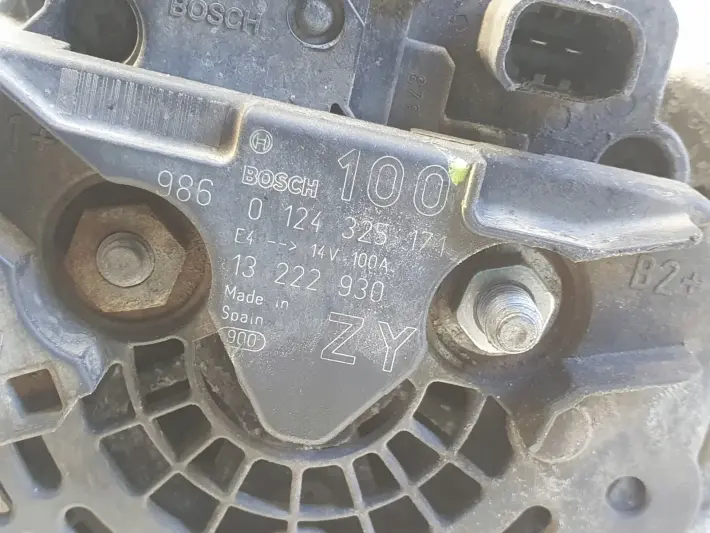 BOSCH
BOSCH 100
986
0 124 325 171
E4 --> 14V 100A
13 222 930
Made in
Spain
900
ZY
1+
B2+